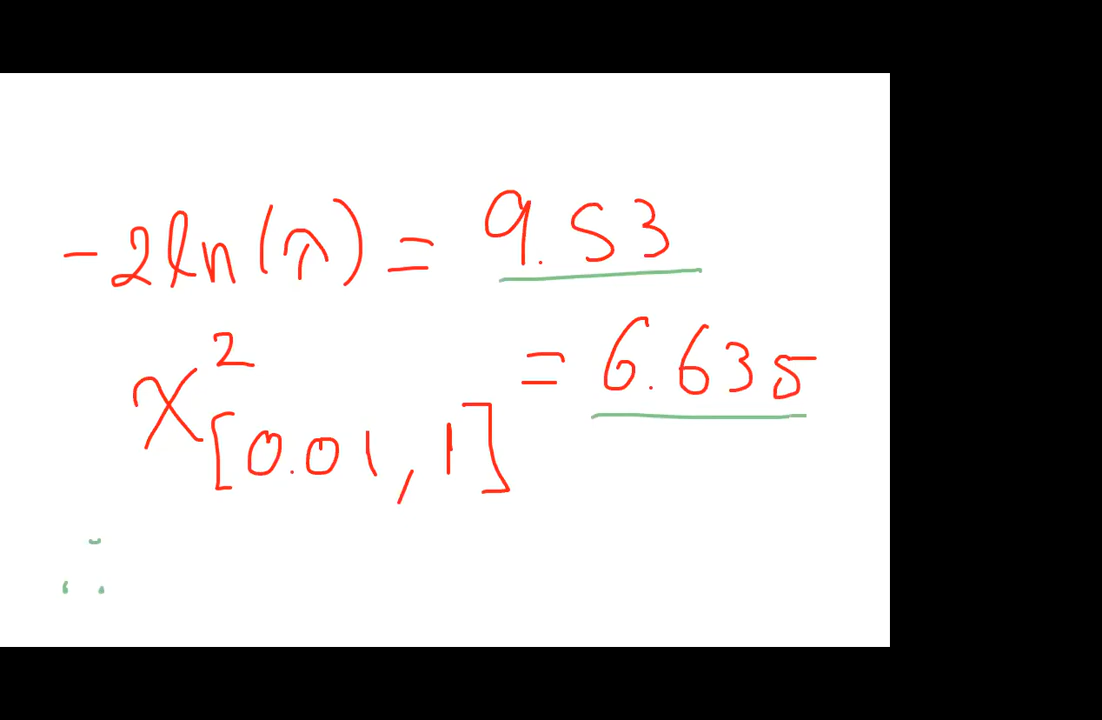 -2ln(λ) = 9.53
χ²[0.01, 1] = 6.635
∴